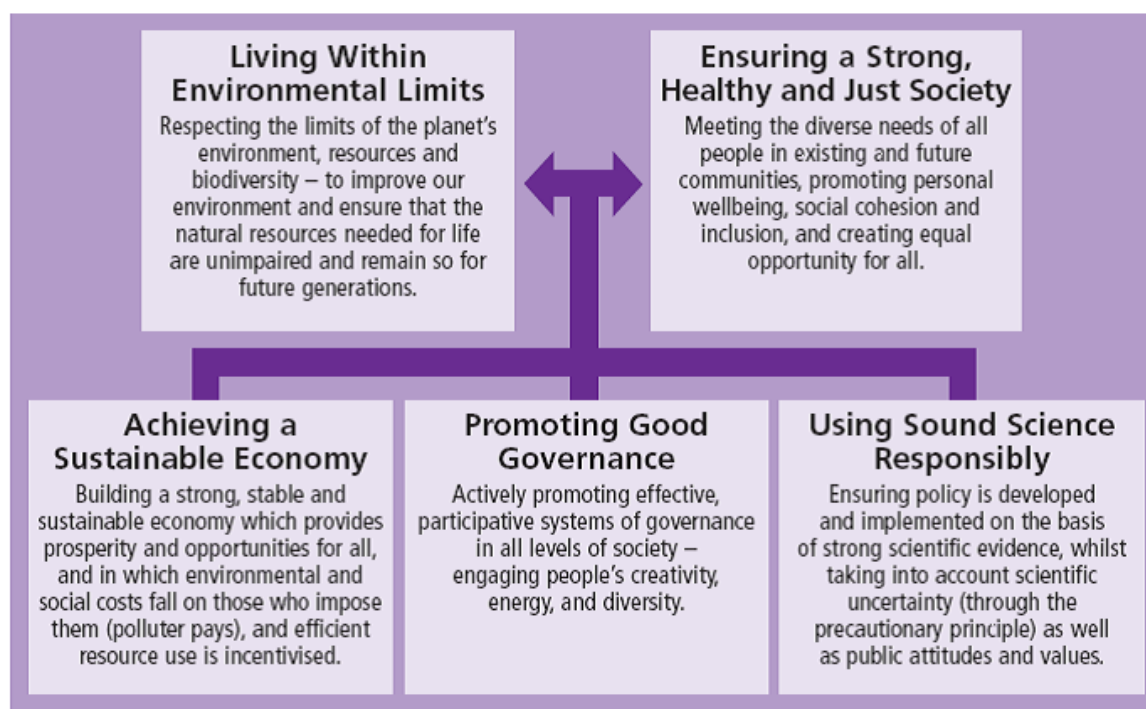 Living Within
Environmental Limits
Respecting the limits of the planet's
environment, resources and
biodiversity – to improve our
environment and ensure that the
natural resources needed for life
are unimpaired and remain so for
future generations.
Ensuring a Strong,
Healthy and Just Society
Meeting the diverse needs of all
people in existing and future
communities, promoting personal
wellbeing, social cohesion and
inclusion, and creating equal
opportunity for all.
Achieving a
Sustainable Economy
Building a strong, stable and
sustainable economy which provides
prosperity and opportunities for all,
and in which environmental and
social costs fall on those who impose
them (polluter pays), and efficient
resource use is incentivised.
Promoting Good
Governance
Actively promoting effective,
participative systems of governance
in all levels of society –
engaging people's creativity,
energy, and diversity.
Using Sound Science
Responsibly
Ensuring policy is developed
and implemented on the basis
of strong scientific evidence, whilst
taking into account scientific
uncertainty (through the
precautionary principle) as well
as public attitudes and values.